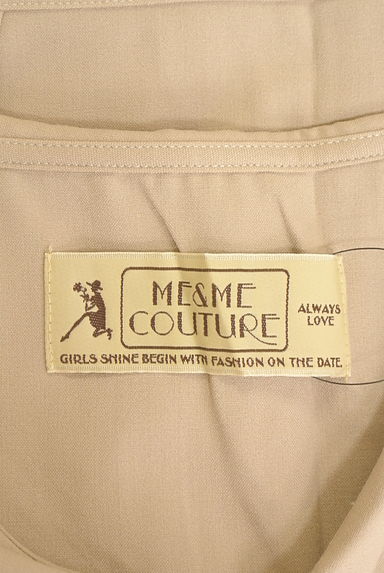 ME&ME
COUTURE
ALWAYS
LOVE
GIRLS SHINE BEGIN WITH FASHION ON THE DATE